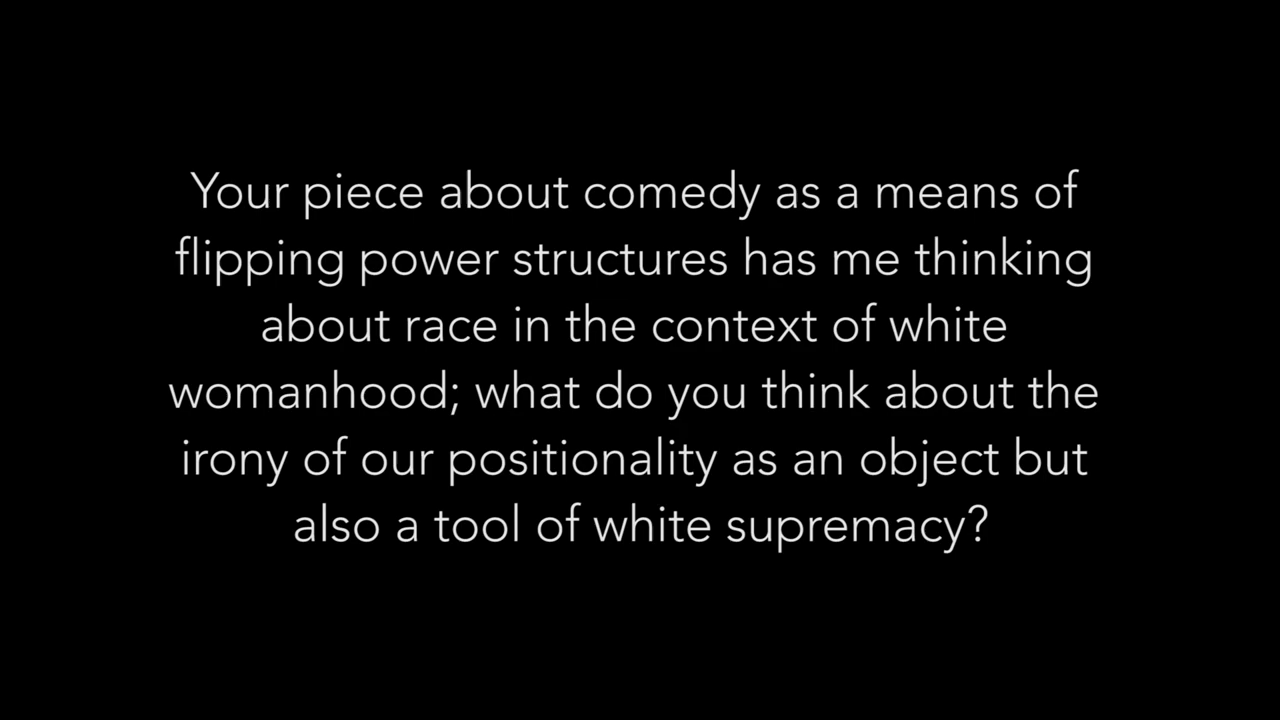 Your piece about comedy as a means of
flipping power structures has me thinking
about race in the context of white
womanhood; what do you think about the
irony of our positionality as an object but
also a tool of white supremacy?